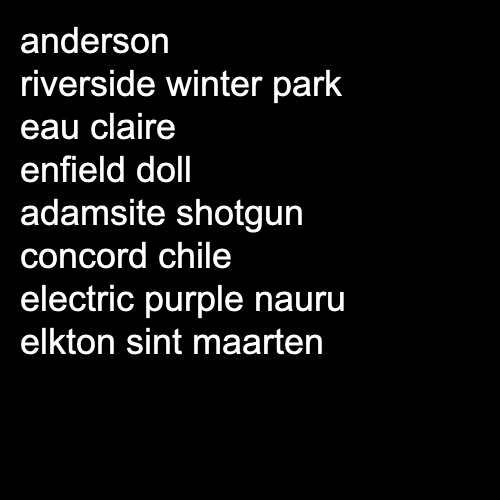 anderson
riverside winter park
eau claire
enfield doll
adamsite shotgun
concord chile
electric purple nauru
elkton sint maarten